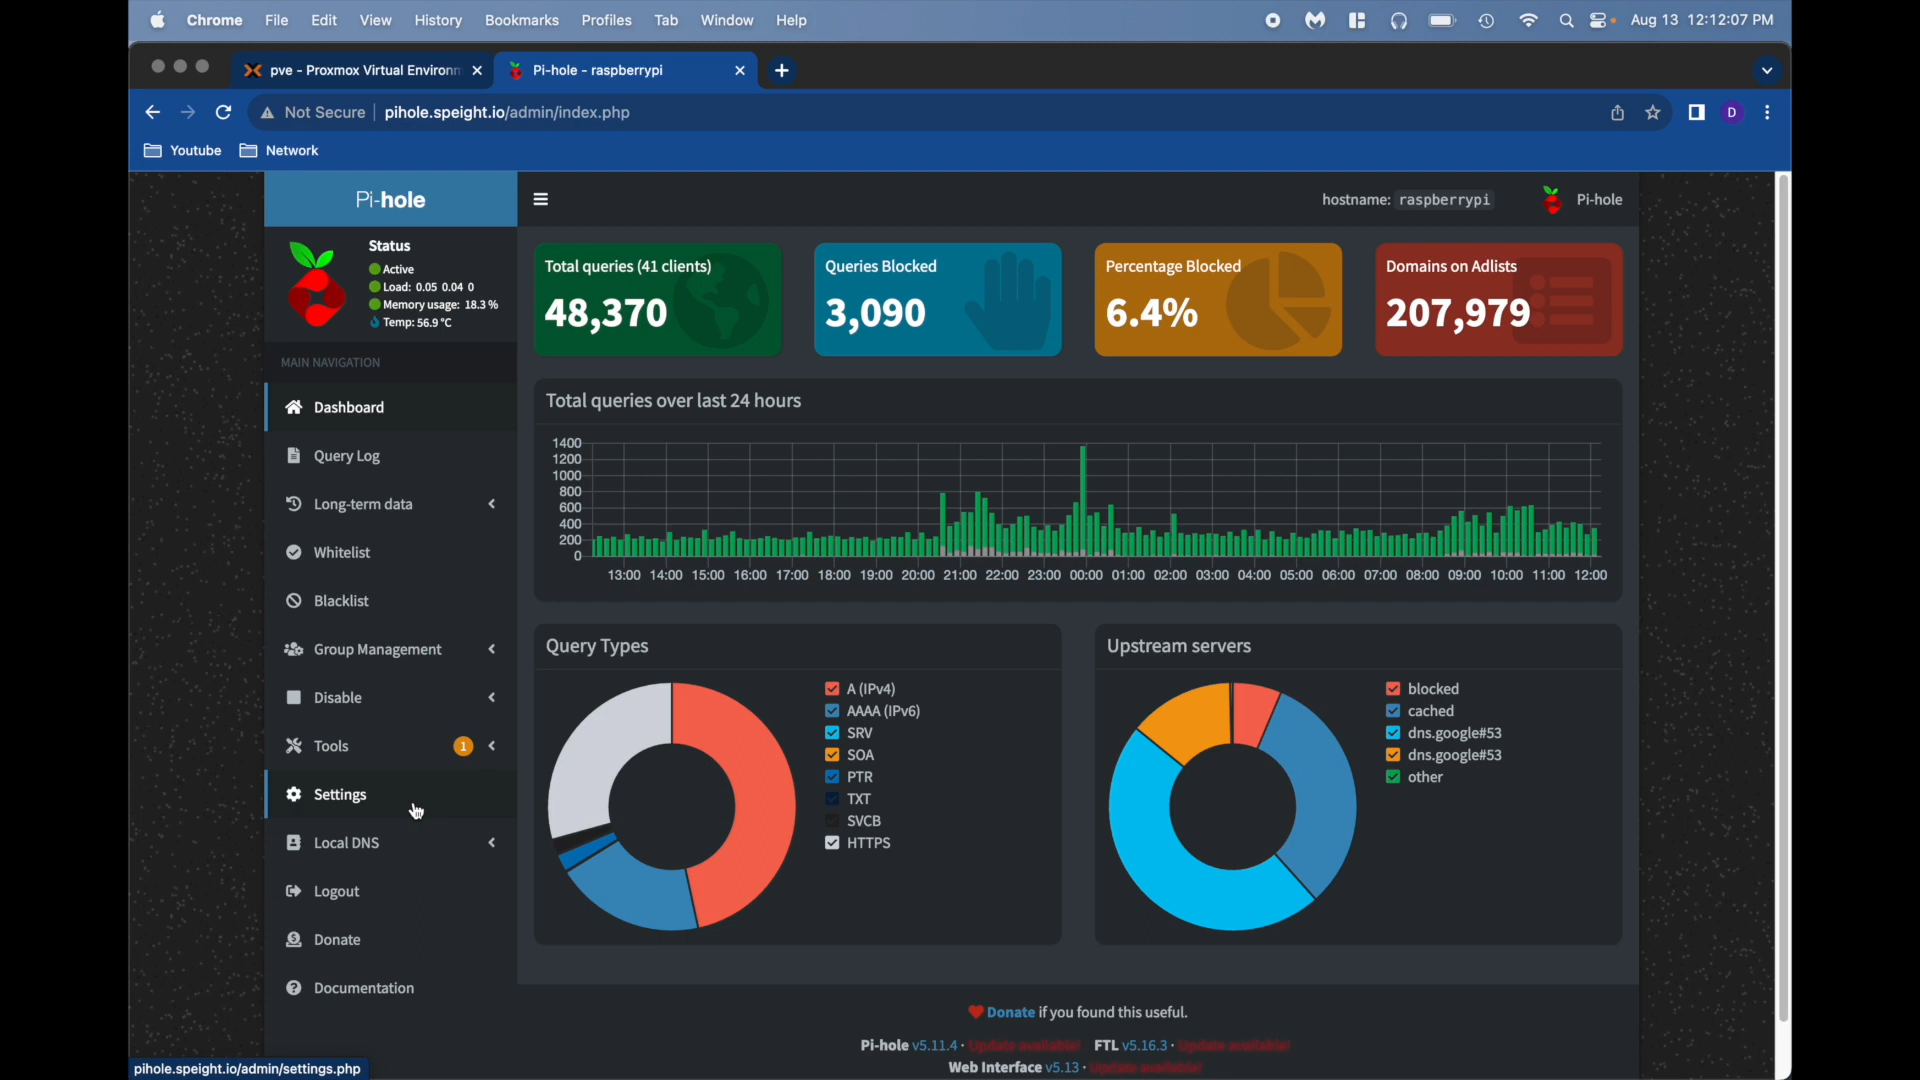 Chrome File Edit View History Bookmarks Profiles Tab Window Help Aug 13 12:12:07 PM
pve - Proxmox Virtual Environm Pi-hole - raspberrypi
Not Secure pihole.speight.io/admin/index.php D
Youtube Network
Pi-hole hostname: raspberrypi Pi-hole
Status
Active
Load: 0.05 0.04 0
Memory usage: 18.3 %
Temp: 56.9 °C
MAIN NAVIGATION
Dashboard
Query Log
Long-term data
Whitelist
Blacklist
Group Management
Disable
Tools 1
Settings
Local DNS
Logout
Donate
Documentation
Total queries (41 clients)
48,370
Queries Blocked
3,090
Percentage Blocked
6.4%
Domains on Adlists
207,979
Total queries over last 24 hours
1400
1200
1000
800
600
400
200
0
13:00 14:00 15:00 16:00 17:00 18:00 19:00 20:00 21:00 22:00 23:00 00:00 01:00 02:00 03:00 04:00 05:00 06:00 07:00 08:00 09:00 10:00 11:00 12:00
Query Types
A (IPv4)
AAAA (IPv6)
SRV
SOA
PTR
TXT
SVCB
HTTPS
Upstream servers
blocked
cached
dns.google#53
dns.google#53
other
Donate if you found this useful.
Pi-hole v5.11.4 · Update available! FTL v5.16.3 · Update available!
Web Interface v5.13 · Update available!
pihole.speight.io/admin/settings.php